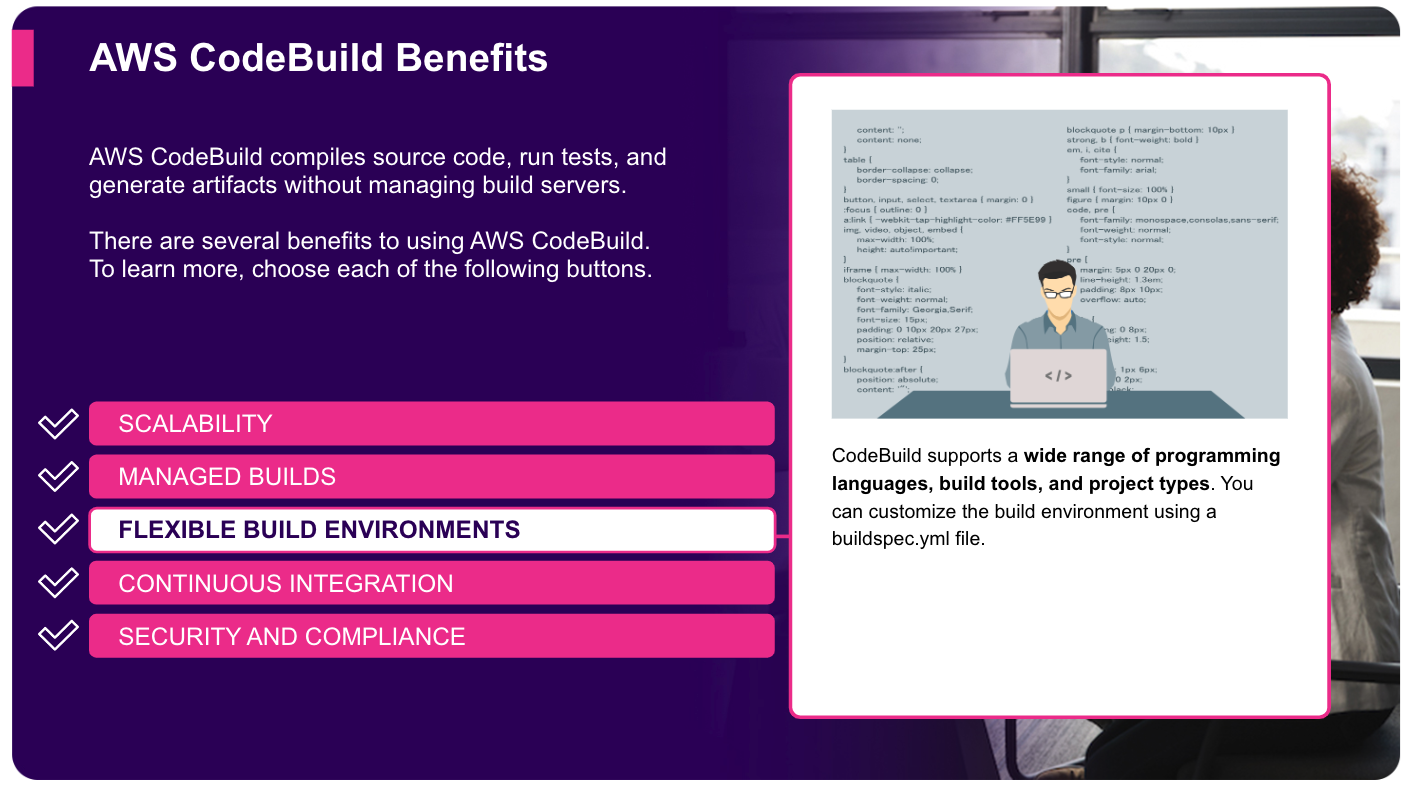 AWS CodeBuild Benefits
AWS CodeBuild compiles source code, run tests, and
generate artifacts without managing build servers.
There are several benefits to using AWS CodeBuild.
To learn more, choose each of the following buttons.
SCALABILITY
MANAGED BUILDS
FLEXIBLE BUILD ENVIRONMENTS
CONTINUOUS INTEGRATION
SECURITY AND COMPLIANCE
content: '';
content: none;
}
table {
border-collapse: collapse;
border-spacing: 0;
}
button, input, select, textarea { margin: 0 }
:focus { outline: 0 }
a:link { -webkit-tap-highlight-color: #FF5E99 }
img, video, object, embed {
max-width: 100%;
height: auto!important;
}
iframe { max-width: 100% }
blockquote {
font-style: italic;
font-weight: normal;
font-family: Georgia,Serif;
font-size: 15px;
padding: 0 10px 20px 27px;
position: relative;
margin-top: 25px;
}
blockquote:after {
position: absolute;
content: '"';
blockquote p { margin-bottom: 10px }
strong, b { font-weight: bold }
em, i, cite {
font-style: normal;
font-family: arial;
}
small { font-size: 100% }
figure { margin: 10px 0 }
code, pre {
font-family: monospace,consolas,sans-serif;
font-weight: normal;
font-style: normal;
}
pre {
margin: 5px 0 20px 0;
line-height: 1.3em;
padding: 8px 10px;
overflow: auto;
{
0 8px;
1.5;
1px 6px;
0 2px;
</>
CodeBuild supports a wide range of programming
languages, build tools, and project types. You
can customize the build environment using a
buildspec.yml file.